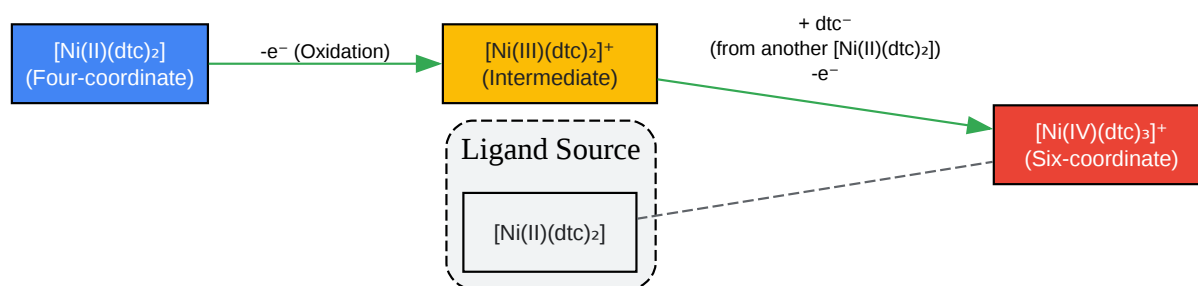 [Ni(II)(dtc)₂]
(Four-coordinate)
-e⁻ (Oxidation)
[Ni(III)(dtc)₂]⁺
(Intermediate)
+ dtc⁻
(from another [Ni(II)(dtc)₂])
-e⁻
[Ni(IV)(dtc)₃]⁺
(Six-coordinate)
Ligand Source
[Ni(II)(dtc)₂]